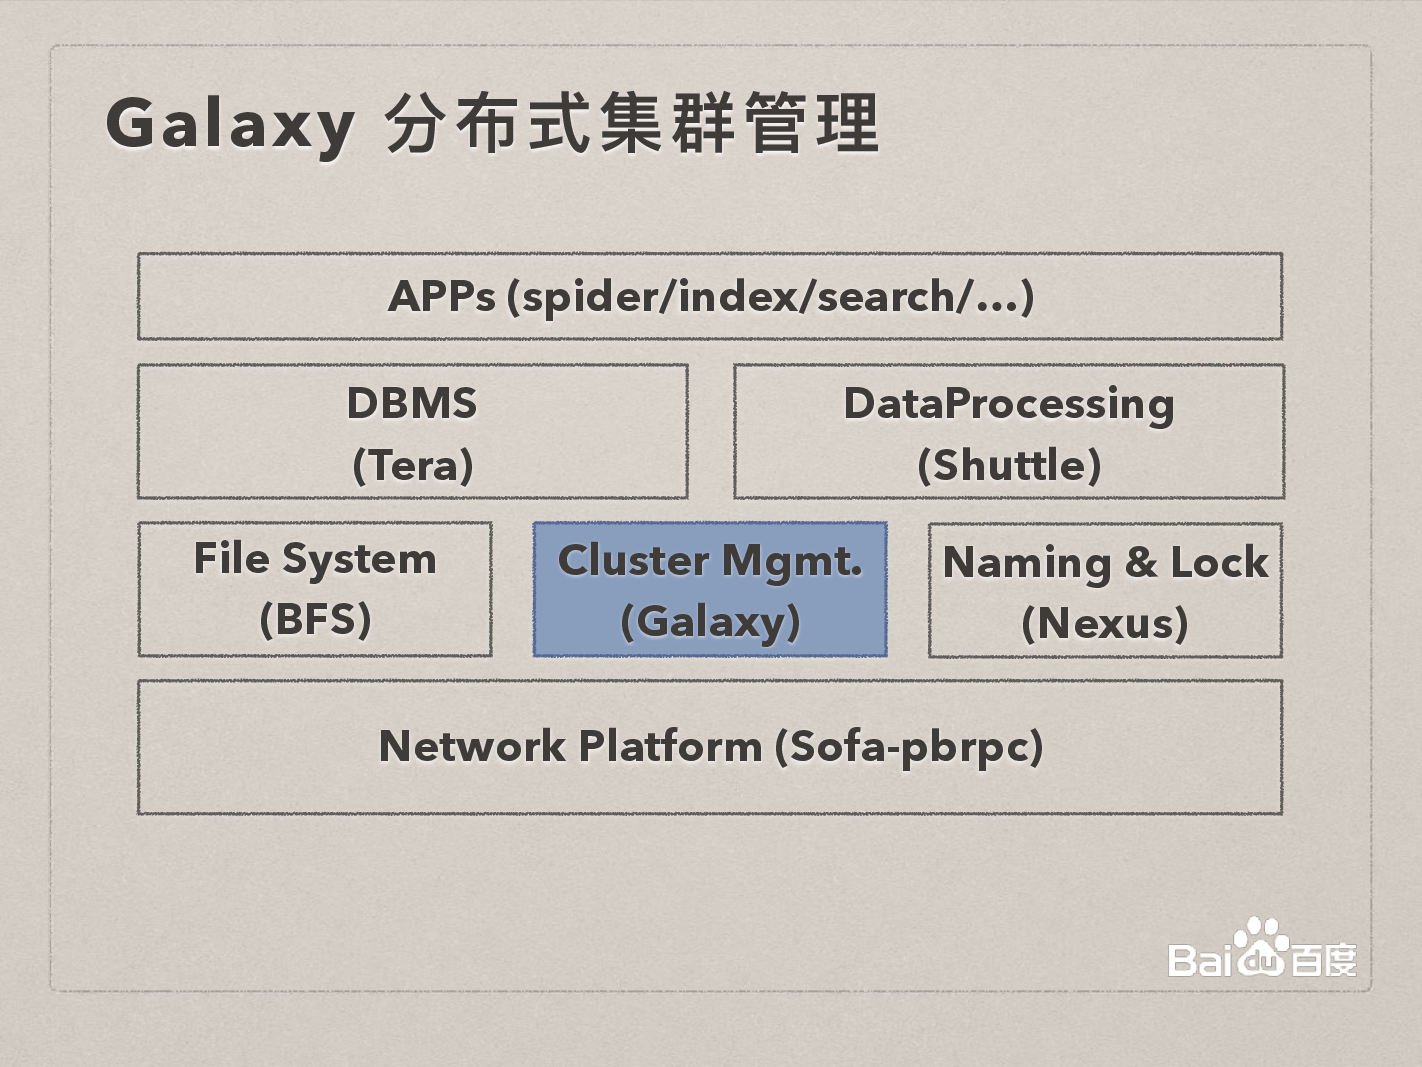 Galaxy 分布式集群管理
APPs (spider/index/search/…)
DBMS
(Tera)
DataProcessing
(Shuttle)
File System
(BFS)
Cluster Mgmt.
(Galaxy)
Naming & Lock
(Nexus)
Network Platform (Sofa-pbrpc)
Bai du 百度